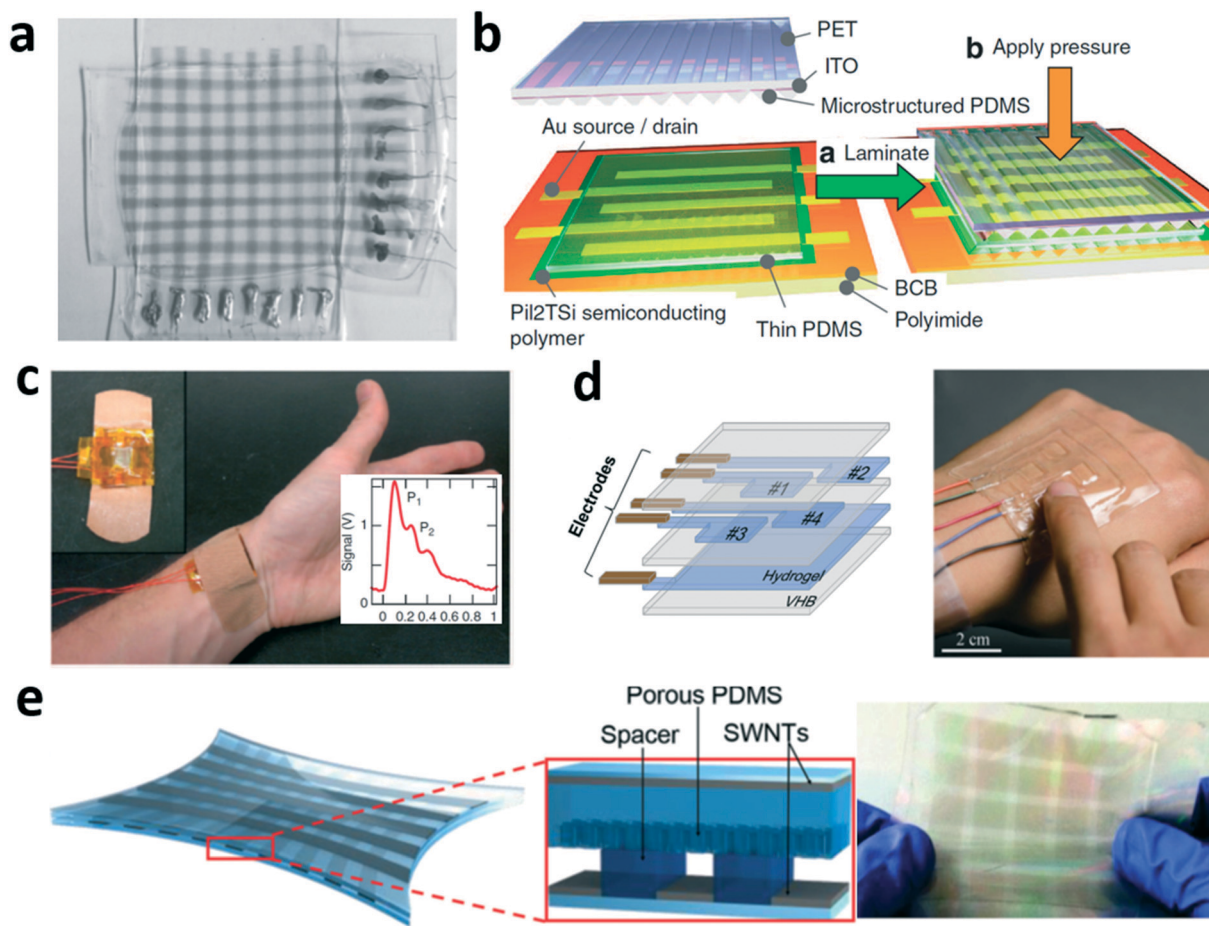 a
b
PET
ITO
Microstructured PDMS
b Apply pressure
Au source / drain
a Laminate
PiI2TSi semiconducting
polymer
Thin PDMS
BCB
Polyimide
c
Signal (V)
1
0
P1
P2
0 0.2 0.4 0.6 0.8 1
d
Electrodes
#1
#2
#3
#4
Hydrogel
VHB
2 cm
e
Porous PDMS
Spacer
SWNTs